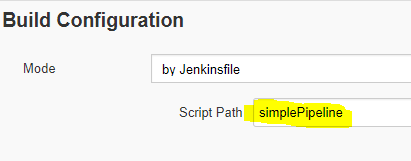 Build Configuration
Mode by Jenkinsfile
Script Path simplePipeline